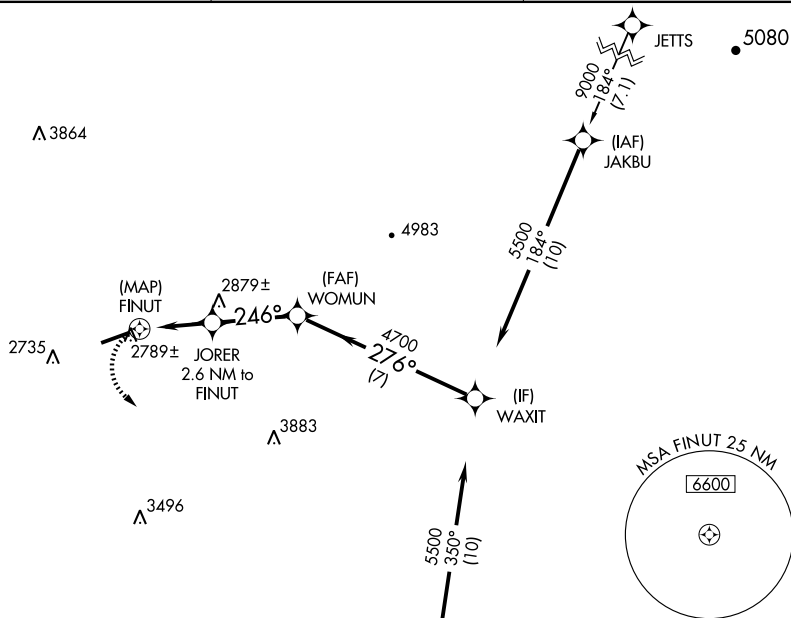 JETTS
5080
9000
184°
(7.1)
3864
(IAF)
JAKBU
5500
184°
(10)
4983
(MAP)
FINUT
2879±
(FAF)
WOMUN
246°
2735
2789±
JORER
2.6 NM to
FINUT
4700
276°
(7)
(IF)
WAXIT
3883
3496
5500
350°
(10)
MSA FINUT 25 NM
6600